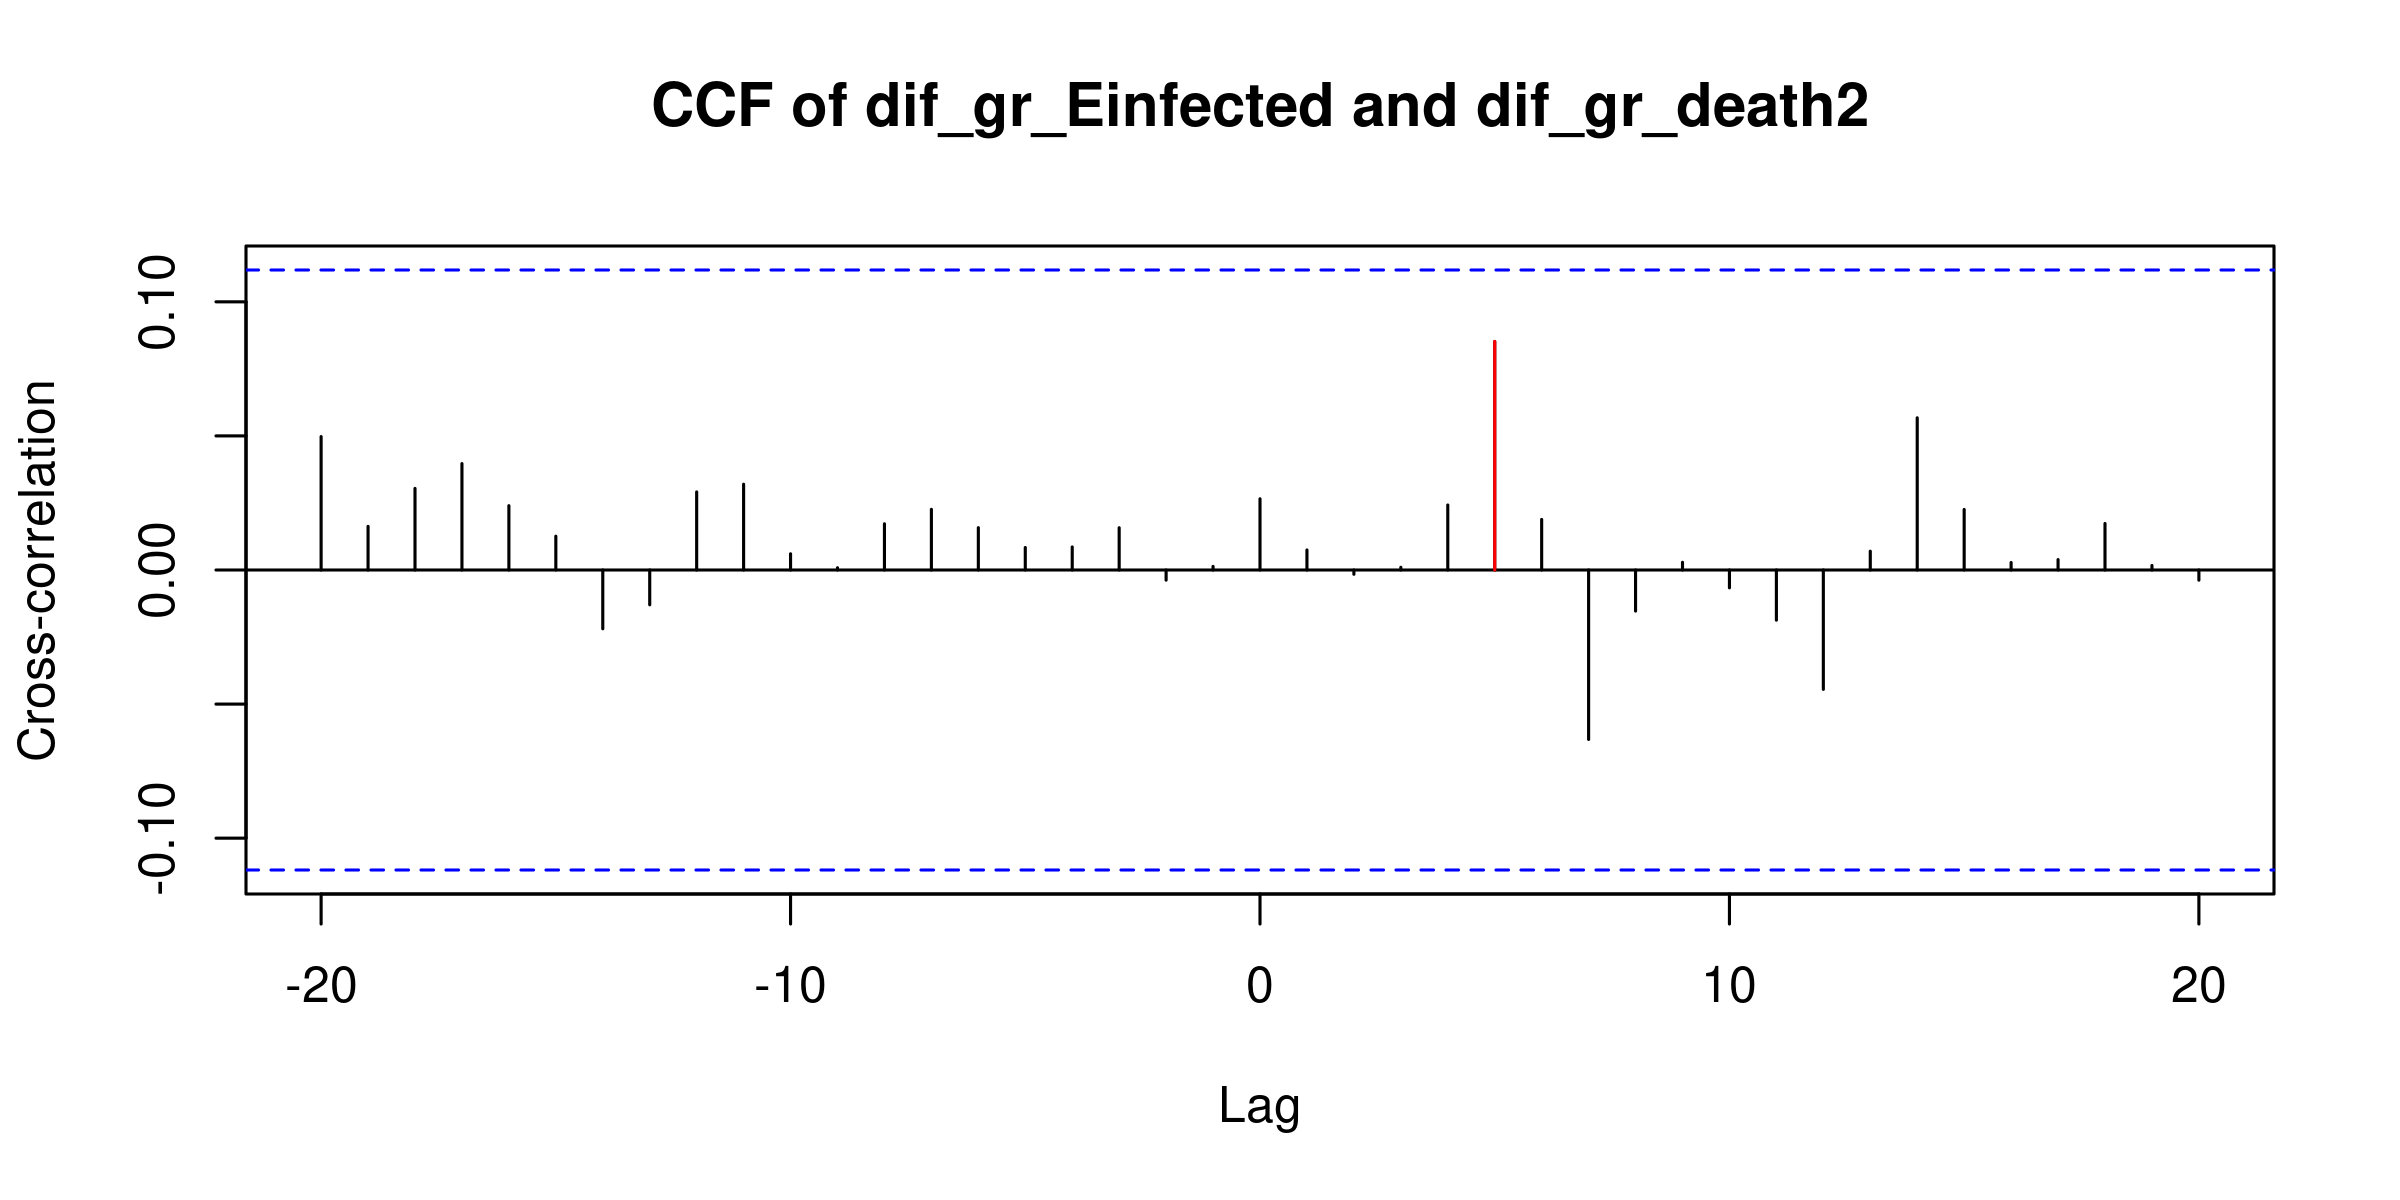 CCF of dif_gr_Einfected and dif_gr_death2
Cross-correlation
0.10
0.00
-0.10
-20 -10 0 10 20
Lag